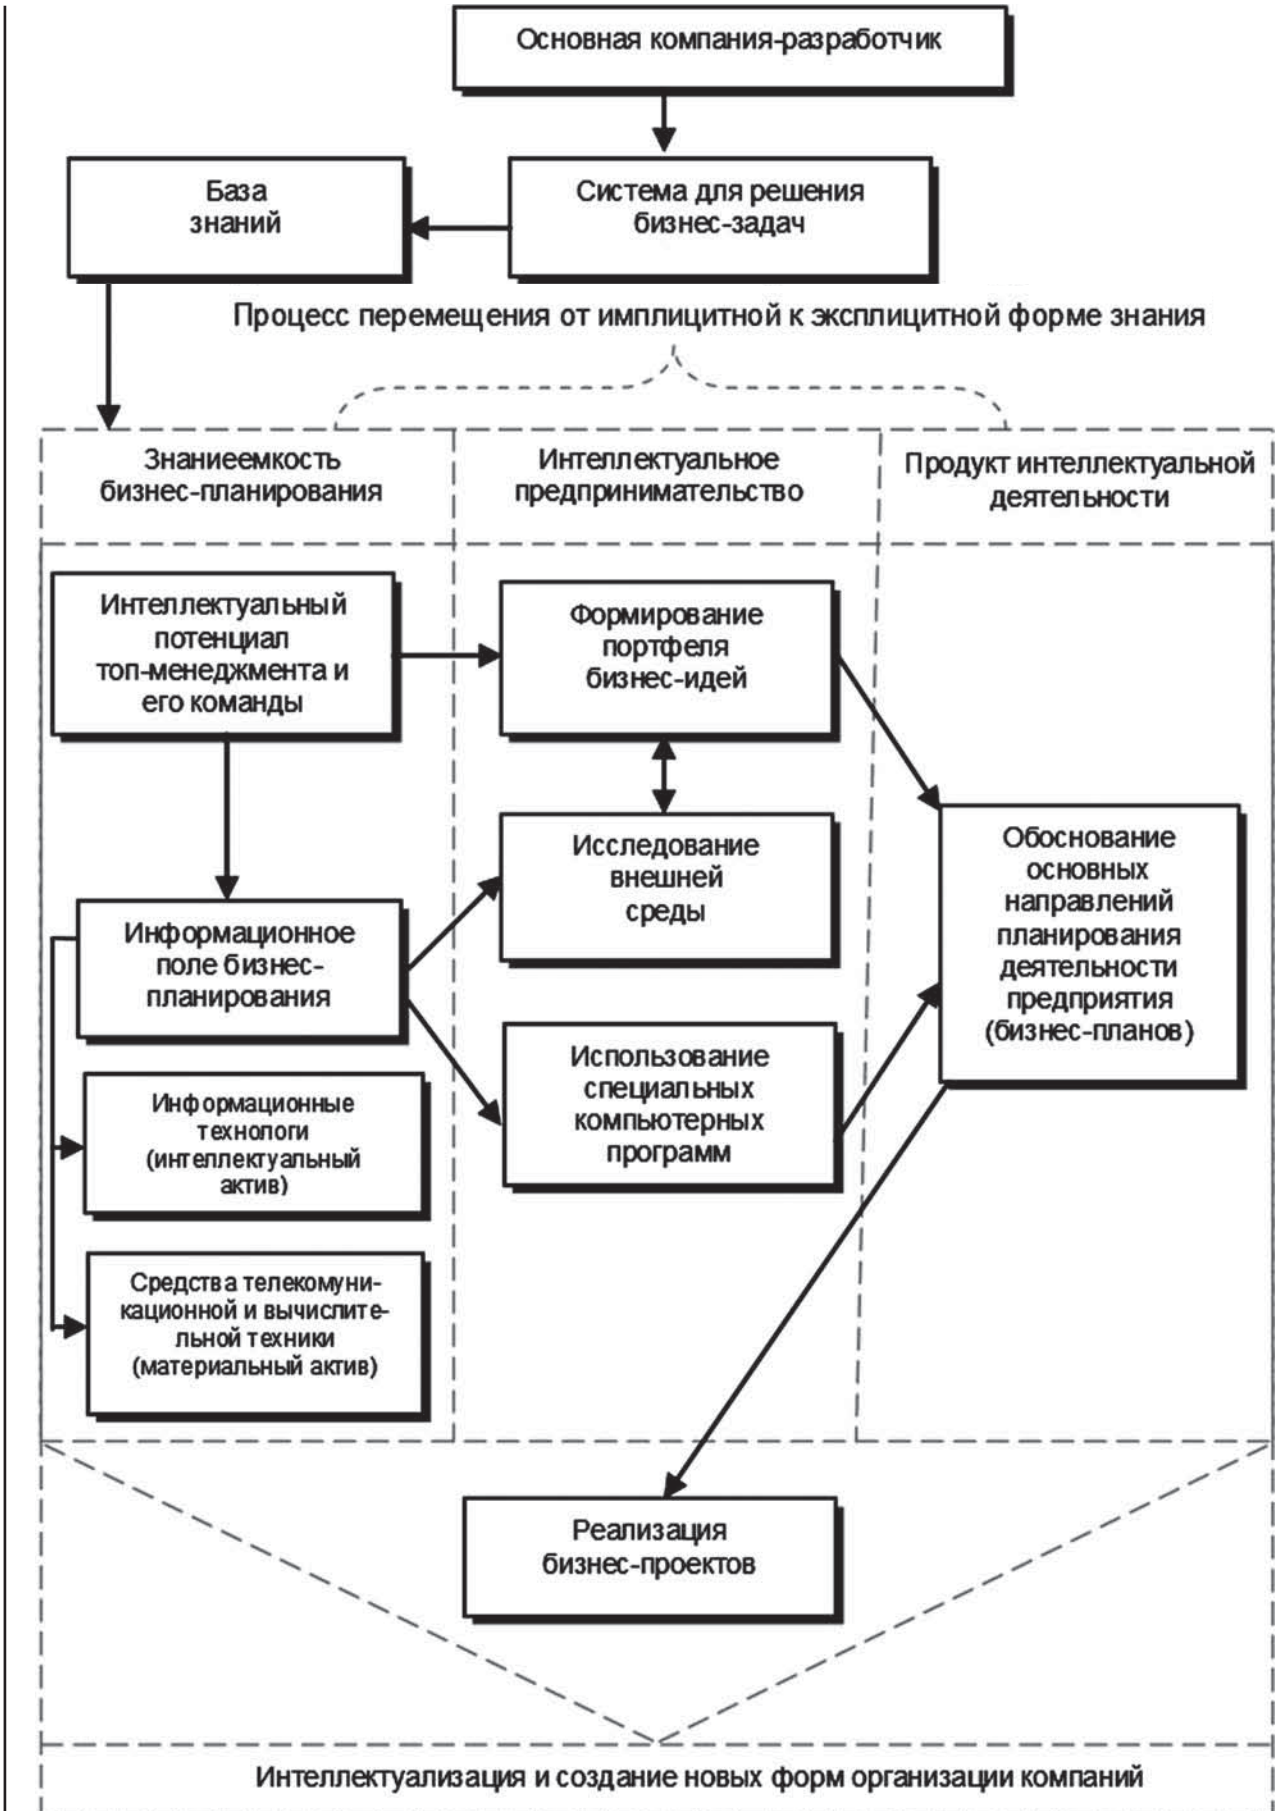 Основная компания-разработчик
База
знаний
Система для решения
бизнес-задач
Процесс перемещения от имплицитной к эксплицитной форме знания
Знаниеемкость
бизнес-планирования
Интеллектуальное
предпринимательство
Продукт интеллектуальной
деятельности
Интеллектуальный
потенциал
топ-менеджмента и
его команды
Формирование
портфеля
бизнес-идей
Исследование
внешней
среды
Обоснование
основных
направлений
планирования
деятельности
предприятия
(бизнес-планов)
Информационное
поле бизнес-
планирования
Использование
специальных
компьютерных
программ
Информационные
технологи
(интеллектуальный
актив)
Средства телекомуни-
кационной и вычислите-
льной техники
(материальный актив)
Реализация
бизнес-проектов
Интеллектуализация и создание новых форм организации компаний